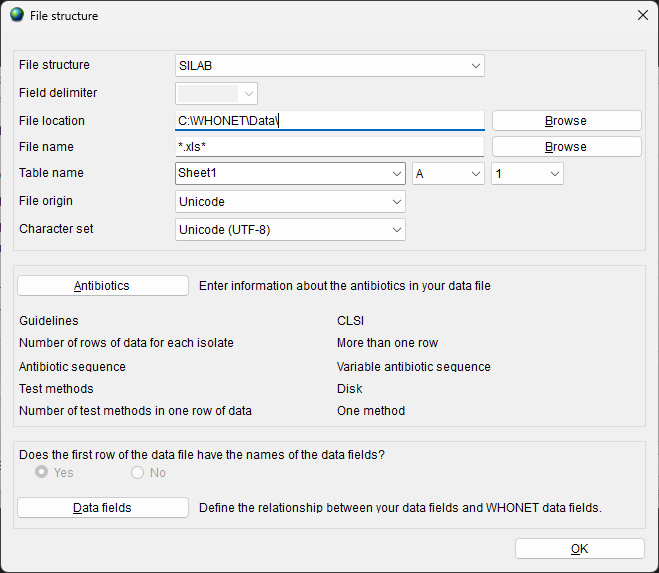 File structure
File structure SILAB
Field delimiter
File location C:\WHONET\Data\ Browse
File name *.xls* Browse
Table name Sheet1 A 1
File origin Unicode
Character set Unicode (UTF-8)
Antibiotics Enter information about the antibiotics in your data file
Guidelines CLSI
Number of rows of data for each isolate More than one row
Antibiotic sequence Variable antibiotic sequence
Test methods Disk
Number of test methods in one row of data One method
Does the first row of the data file have the names of the data fields?
Yes No
Data fields Define the relationship between your data fields and WHONET data fields.
OK